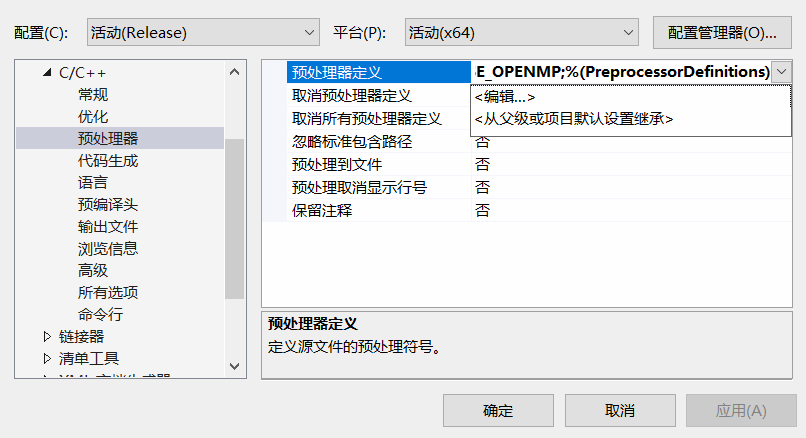 配置(C): 活动(Release) 平台(P): 活动(x64) 配置管理器(O)...
C/C++
常规
优化
预处理器
代码生成
语言
预编译头
输出文件
浏览信息
高级
所有选项
命令行
链接器
清单工具
预处理器定义 E_OPENMP;%(PreprocessorDefinitions)
取消预处理器定义 <编辑...>
取消所有预处理器定义 <从父级或项目默认设置继承>
忽略标准包含路径 否
预处理到文件 否
预处理取消显示行号 否
保留注释 否
预处理器定义
定义源文件的预处理符号。
确定 取消 应用(A)